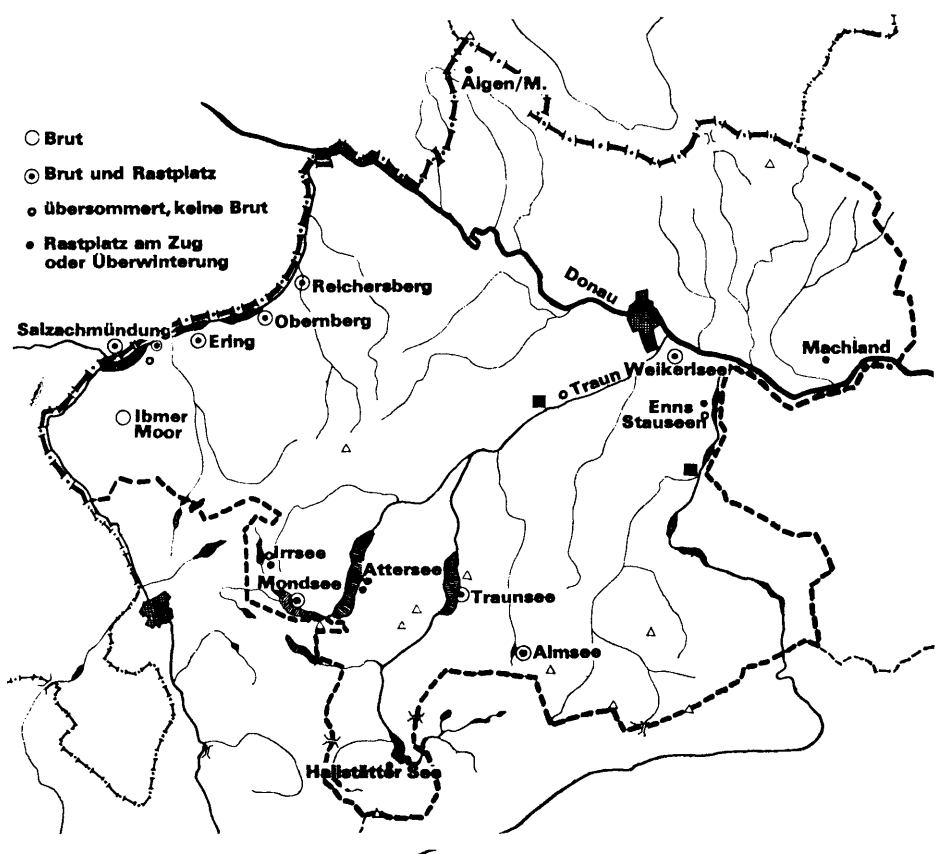 Aigen/M.
Brut
Brut und Rastplatz
übersommert, keine Brut
Rastplatz am Zug
oder Überwinterung
Donau
Reichersberg
Obernberg
Salzachmündung
Ering
Machland
Weikerlsee
Traun
Enns
Stauseen
Ibmer
Moor
Irrsee
Mondsee
Attersee
Traunsee
Almsee
Hallstätter See